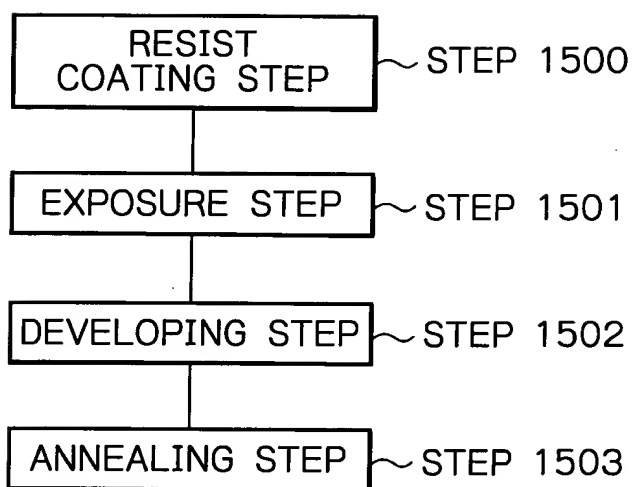 RESIST
COATING STEP
STEP 1500
EXPOSURE STEP
STEP 1501
DEVELOPING STEP
STEP 1502
ANNEALING STEP
STEP 1503